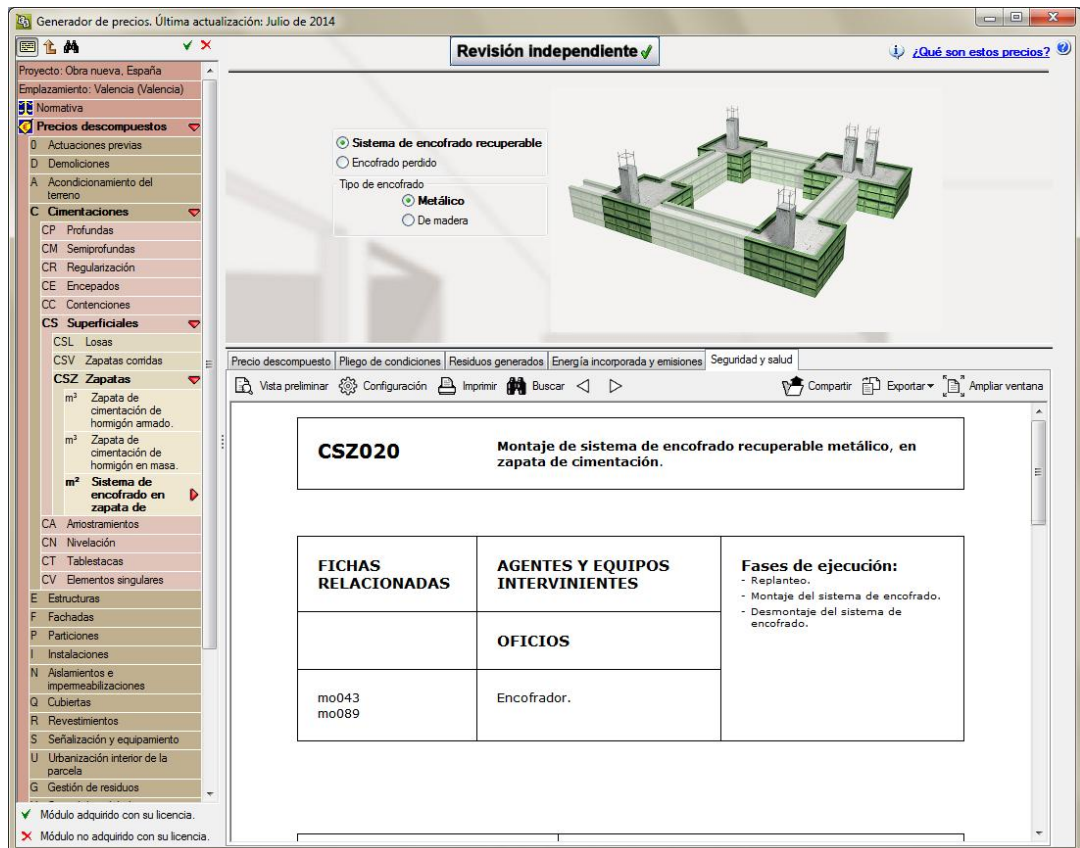 Generador de precios. Última actualización: Julio de 2014
Revisión independiente
¿Qué son estos precios?
Proyecto: Obra nueva, España
Emplazamiento: Valencia (Valencia)
Normativa
Precios descompuestos
0 Actuaciones previas
D Demoliciones
A Acondicionamiento del
terreno
C Cimentaciones
CP Profundas
CM Semiprofundas
CR Regularización
CE Encepados
CC Contenciones
CS Superficiales
CSL Losas
CSV Zapatas corridas
CSZ Zapatas
m³ Zapata de
cimentación de
hormigón armado.
m³ Zapata de
cimentación de
hormigón en masa.
m² Sistema de
encofrado en
zapata de
CA Arriostramientos
CN Nivelación
CT Tablestacas
CV Elementos singulares
E Estructuras
F Fachadas
P Particiones
I Instalaciones
N Aislamientos e
impermeabilizaciones
Q Cubiertas
R Revestimientos
S Señalización y equipamiento
U Urbanización interior de la
parcela
G Gestión de residuos
Módulo adquirido con su licencia.
Módulo no adquirido con su licencia.
Sistema de encofrado recuperable
Encofrado perdido
Tipo de encofrado
Metálico
De madera
Precio descompuesto Pliego de condiciones Residuos generados Energía incorporada y emisiones Seguridad y salud
Vista preliminar Configuración Imprimir Buscar Compartir Exportar Ampliar ventana
CSZ020
Montaje de sistema de encofrado recuperable metálico, en
zapata de cimentación.
FICHAS
RELACIONADAS
AGENTES Y EQUIPOS
INTERVINIENTES
Fases de ejecución:
- Replanteo.
- Montaje del sistema de encofrado.
- Desmontaje del sistema de
encofrado.
OFICIOS
mo043
mo089
Encofrador.